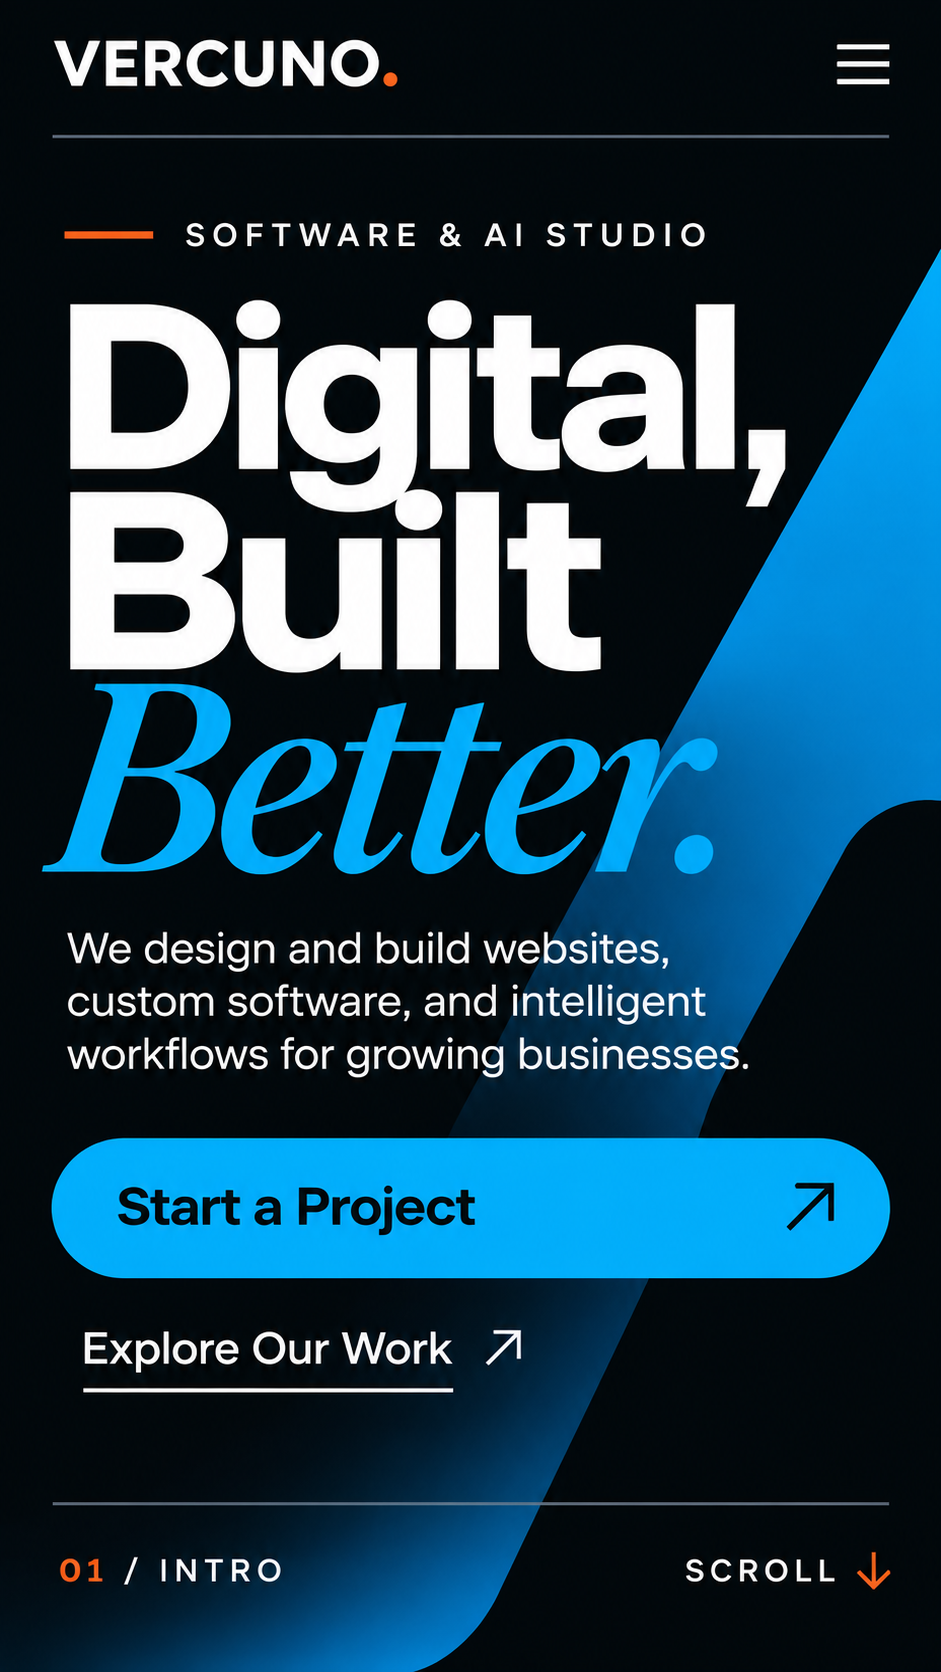 VERCUNO.
SOFTWARE & AI STUDIO
Digital,
Built
Better.
We design and build websites,
custom software, and intelligent
workflows for growing businesses.
Start a Project
Explore Our Work
01 / INTRO
SCROLL